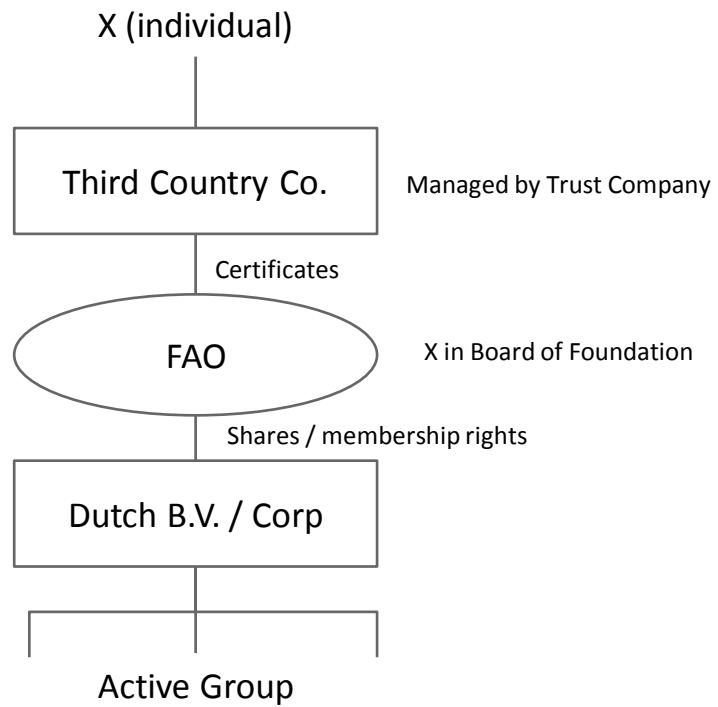 X (individual)
Third Country Co.
Managed by Trust Company
Certificates
FAO
X in Board of Foundation
Shares / membership rights
Dutch B.V. / Corp
Active Group